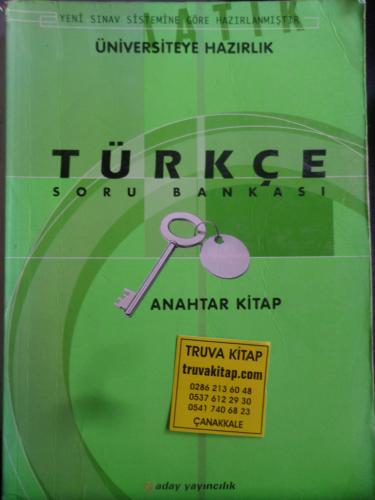 TATİK
YENİ SINAV SİSTEMİNE GÖRE HAZIRLANMIŞTIR
ÜNİVERSİTEYE HAZIRLIK
TÜRKÇE
SORU BANKASI
ANAHTAR KİTAP
TRUVA KİTAP
truvakitap.com
0286 213 60 48
0537 612 29 30
0541 740 68 23
ÇANAKKALE
aday yayıncılık